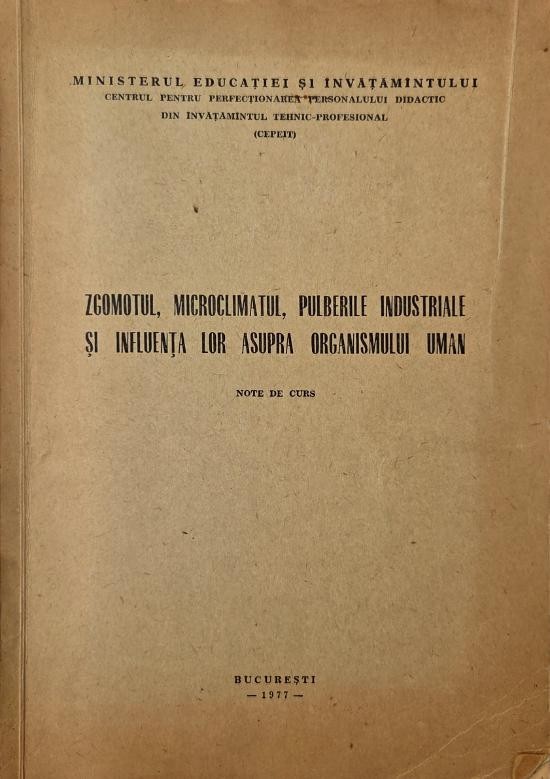 MINISTERUL EDUCAȚIEI ȘI ÎNVĂȚĂMÎNTULUI
CENTRUL PENTRU PERFECȚIONAREA PERSONALULUI DIDACTIC
DIN INVĂȚAMINTUL TEHNIC-PROFESIONAL
(CEPEIT)
ZGOMOTUL, MICROCLIMATUL, PULBERILE INDUSTRIALE
ȘI INFLUENȚA LOR ASUPRA ORGANISMULUI UMAN
NOTE DE CURS
BUCUREȘTI
— 1977 —